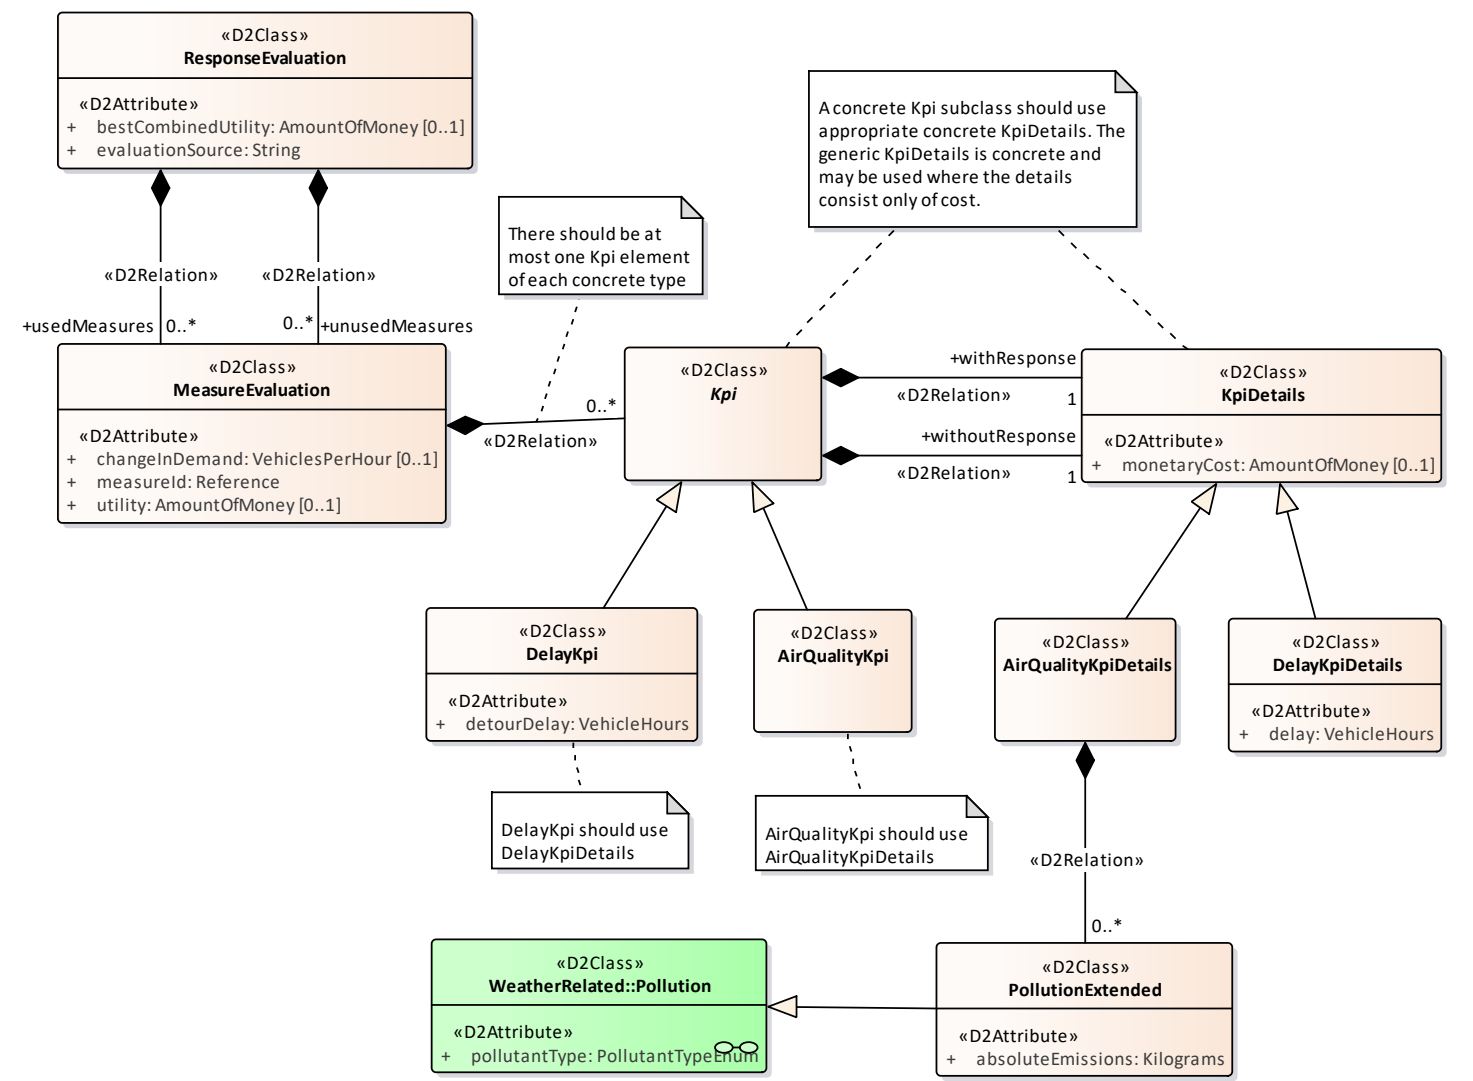 «D2Class»
ResponseEvaluation
«D2Attribute»
+ bestCombinedUtility: AmountOfMoney [0..1]
+ evaluationSource: String
«D2Relation»
«D2Relation»
+usedMeasures
0..*
0..*
+unusedMeasures
«D2Class»
MeasureEvaluation
«D2Attribute»
+ changeInDemand: VehiclesPerHour [0..1]
+ measureId: Reference
+ utility: AmountOfMoney [0..1]
There should be at
most one Kpi element
of each concrete type
0..*
«D2Relation»
A concrete Kpi subclass should use
appropriate concrete KpiDetails. The
generic KpiDetails is concrete and
may be used where the details
consist only of cost.
«D2Class»
Kpi
+withResponse
«D2Relation»
1
+withoutResponse
«D2Relation»
1
«D2Class»
KpiDetails
«D2Attribute»
+ monetaryCost: AmountOfMoney [0..1]
«D2Class»
DelayKpi
«D2Attribute»
+ detourDelay: VehicleHours
«D2Class»
AirQualityKpi
«D2Class»
AirQualityKpiDetails
«D2Class»
DelayKpiDetails
«D2Attribute»
+ delay: VehicleHours
DelayKpi should use
DelayKpiDetails
AirQualityKpi should use
AirQualityKpiDetails
«D2Relation»
0..*
«D2Class»
WeatherRelated::Pollution
«D2Attribute»
+ pollutantType: PollutantTypeEnum
«D2Class»
PollutionExtended
«D2Attribute»
+ absoluteEmissions: Kilograms